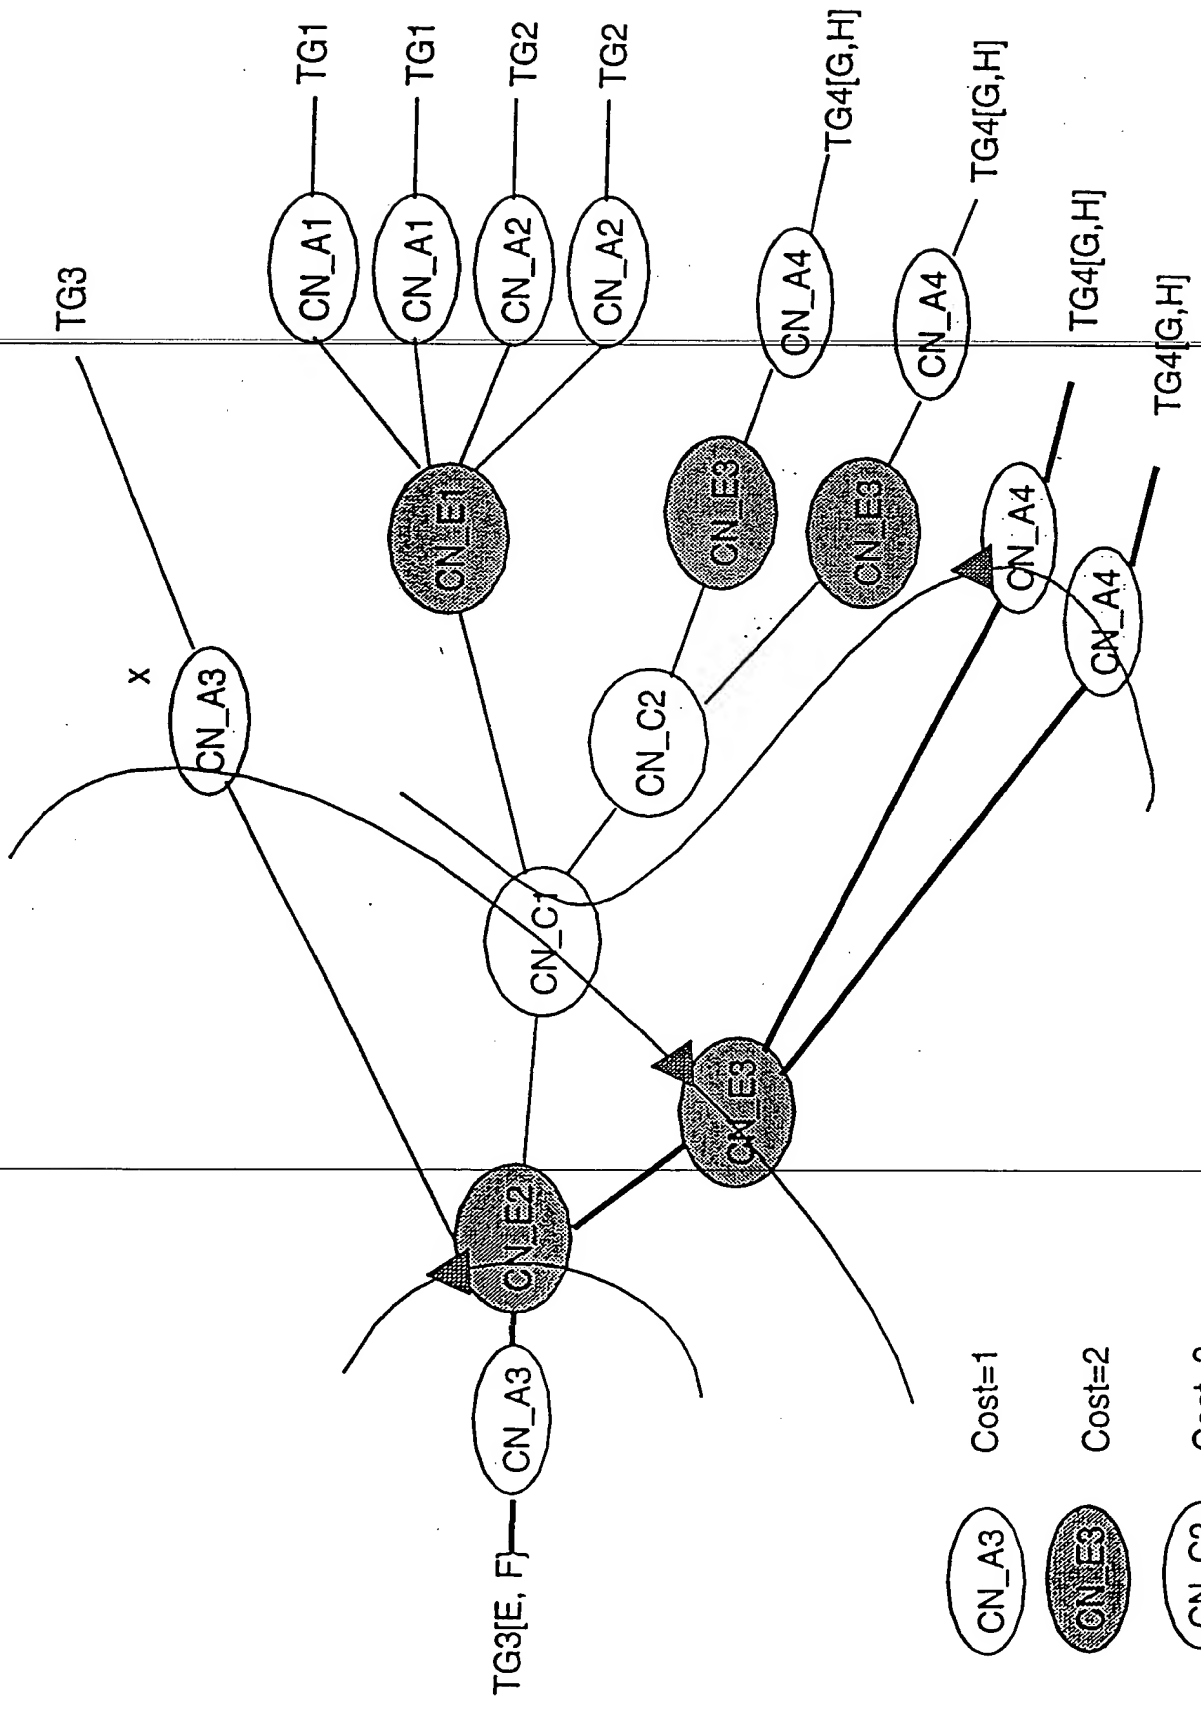 TG3[E, F}
CN_A3
CN_E2
CN_A3
x
TG3
CN_C1
CN_E1
CN_A1
TG1
CN_A1
TG1
CN_A2
TG2
CN_A2
TG2
CN_C2
CN_E3
CN_A4
TG4[G,H]
CN_E3
CN_A4
TG4[G,H]
CN_E3
CN_A4
TG4[G,H]
CN_A4
TG4[G,H]
CN_A3 Cost=1
CN_E3 Cost=2